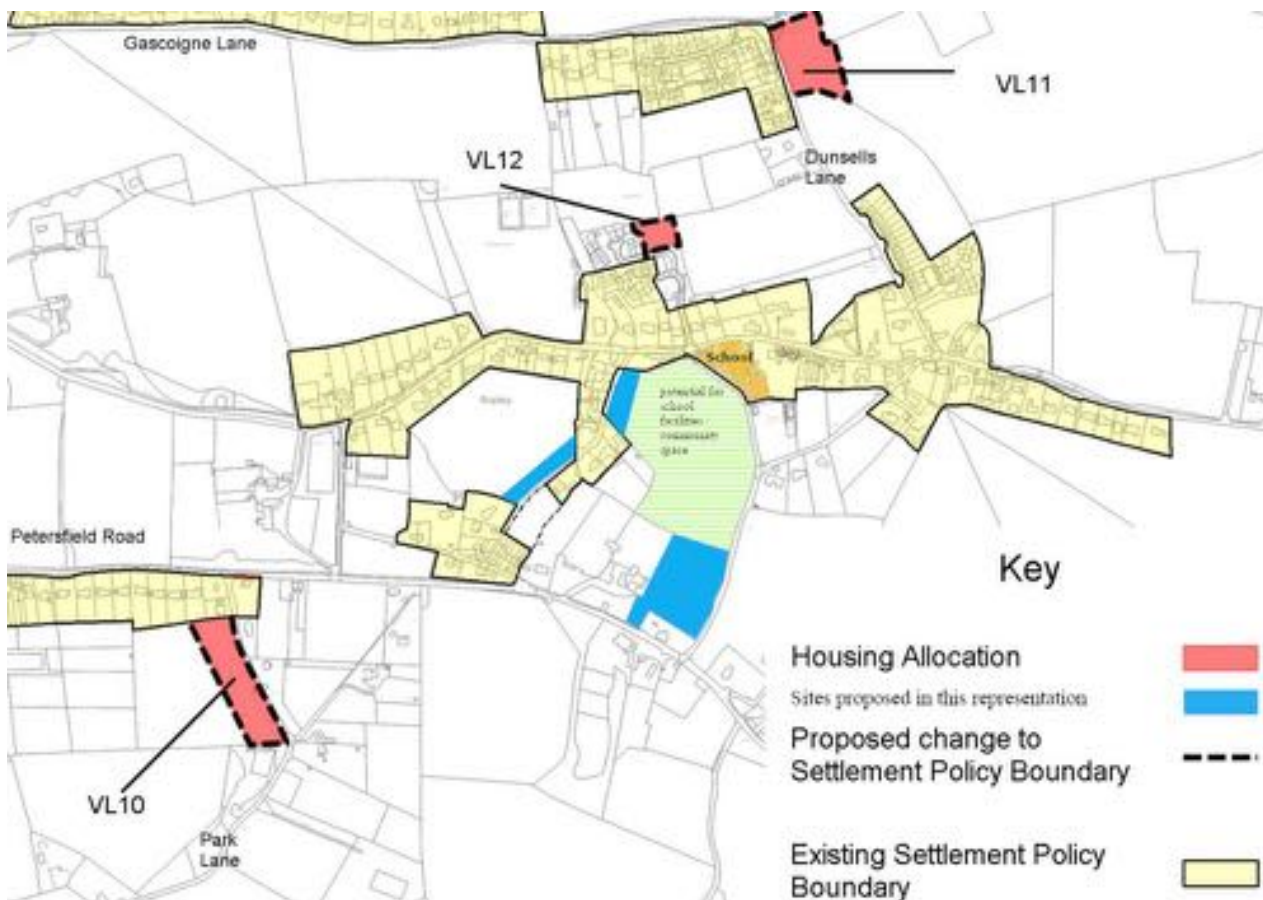 Gascoigne Lane
VL11
VL12
Dunsells
Lane
School
potential for
school
facilities
community
space
Ropley
Petersfield Road
Key
Housing Allocation
Sites proposed in this representation
Proposed change to
Settlement Policy Boundary
VL10
Park
Lane
Existing Settlement Policy
Boundary